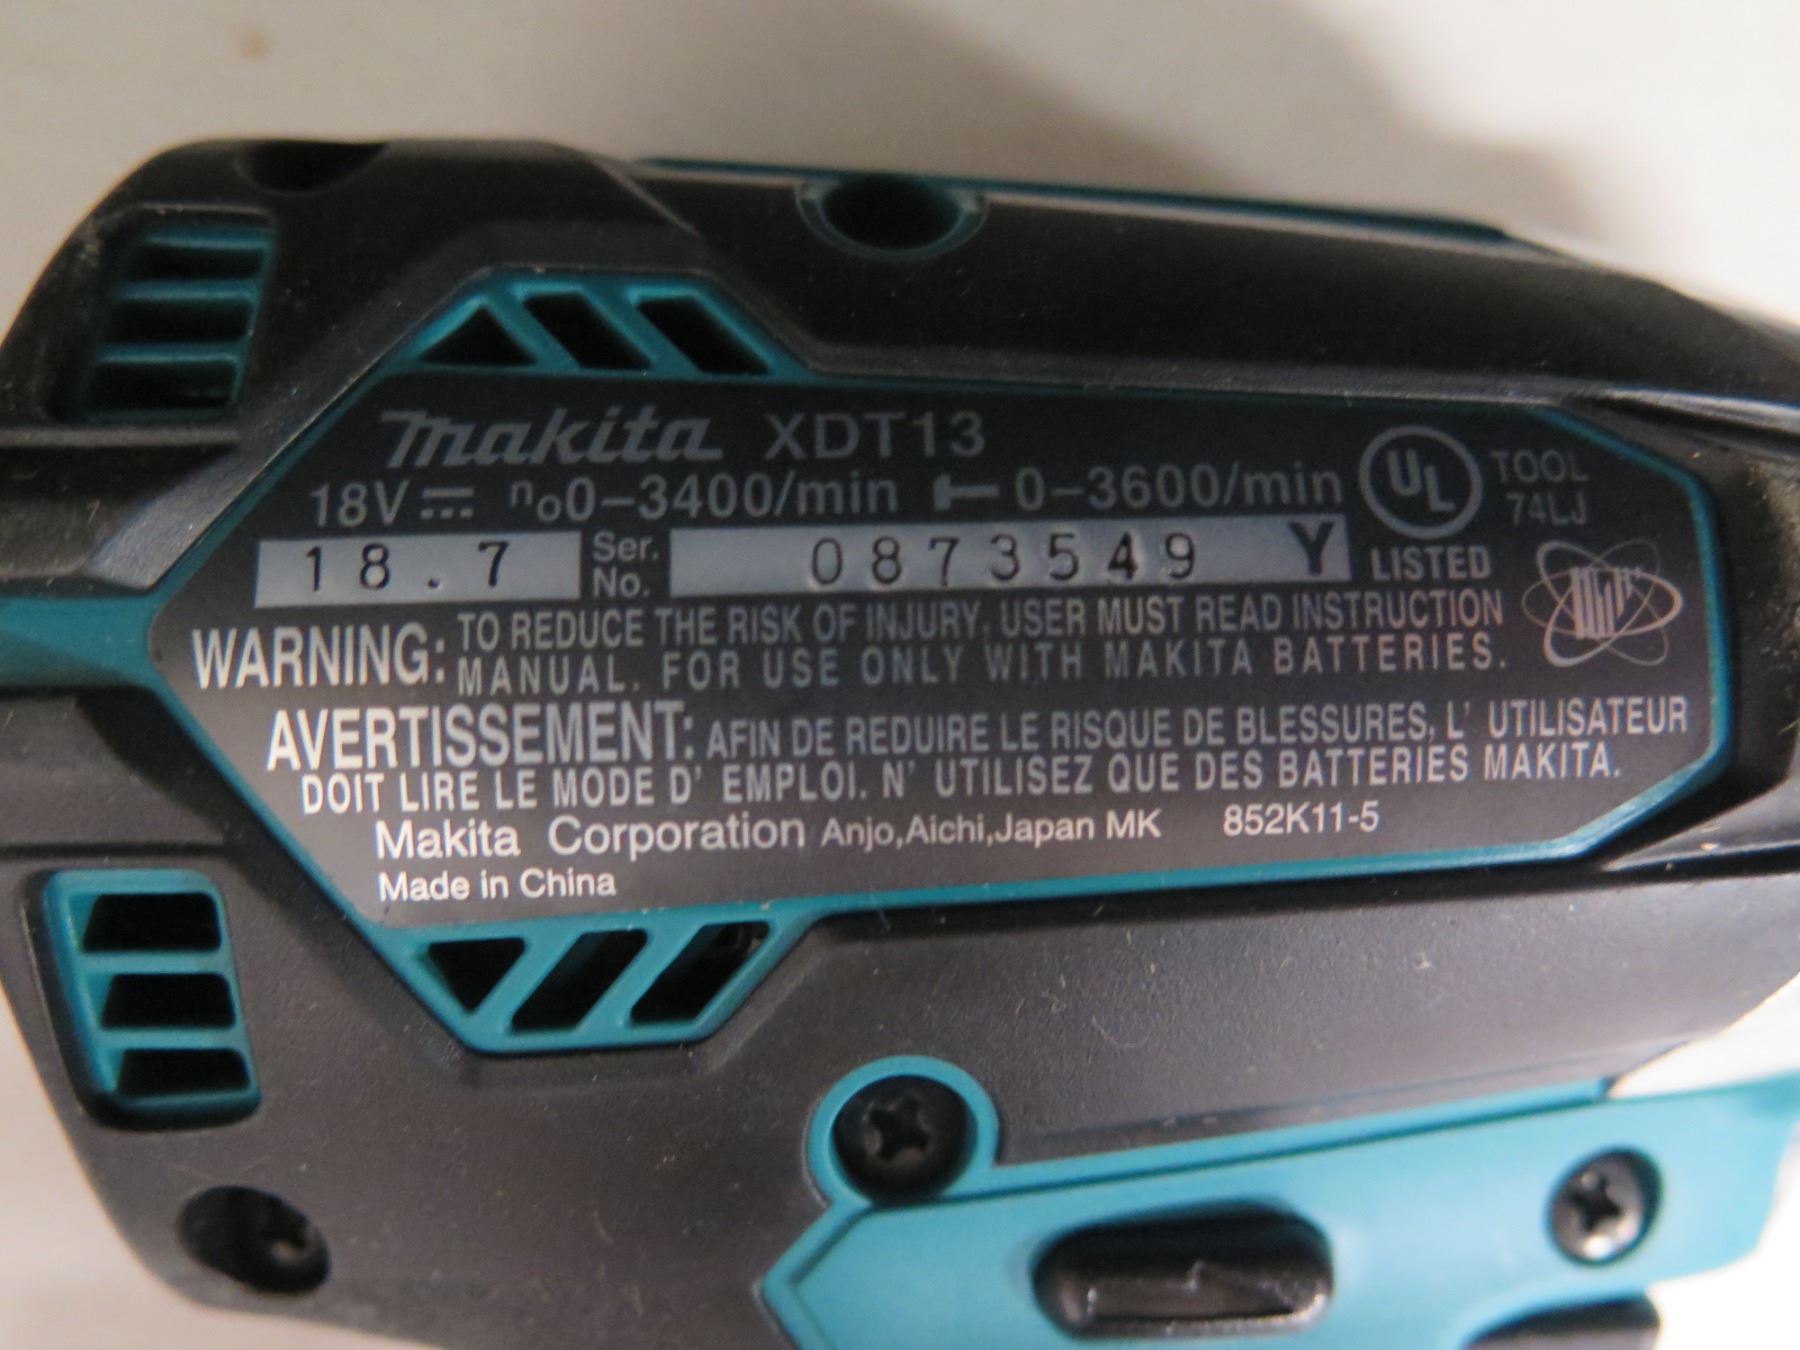 makita XDT13
18V n₀0-3400/min 0-3600/min UL TOOL 74LJ
18.7 Ser. No. 0873549 Y LISTED
WARNING: TO REDUCE THE RISK OF INJURY, USER MUST READ INSTRUCTION
MANUAL. FOR USE ONLY WITH MAKITA BATTERIES.
AVERTISSEMENT: AFIN DE REDUIRE LE RISQUE DE BLESSURES, L' UTILISATEUR
DOIT LIRE LE MODE D' EMPLOI. N' UTILISEZ QUE DES BATTERIES MAKITA.
Makita Corporation Anjo,Aichi,Japan MK 852K11-5
Made in China